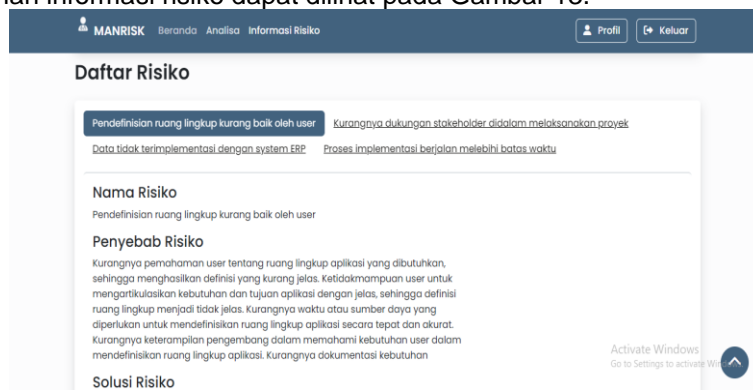 informasi risiko dapat dilihat pada Gambar
MANRISK Beranda Analisa Informasi Risiko Profil Keluar
Daftar Risiko
Pendefinisian ruang lingkup kurang baik oleh user Kurangnya dukungan stakeholder didalam melaksanakan proyek
Data tidak terimplementasi dengan system ERP Proses implementasi berjalan melebihi batas waktu
Nama Risiko
Pendefinisian ruang lingkup kurang baik oleh user
Penyebab Risiko
Kurangnya pemahaman user tentang ruang lingkup aplikasi yang dibutuhkan,
sehingga menghasilkan definisi yang kurang jelas. Ketidakmampuan user untuk
mengartikulasikan kebutuhan dan tujuan aplikasi dengan jelas, sehingga definisi
ruang lingkup menjadi tidak jelas. Kurangnya waktu atau sumber daya yang
diperlukan untuk mendefinisikan ruang lingkup aplikasi secara tepat dan akurat.
Kurangnya keterampilan pengembang dalam memahami kebutuhan user dalam
mendefinisikan ruang lingkup aplikasi. Kurangnya dokumentasi kebutuhan
Activate Windows
Go to Settings to activate
Solusi Risiko